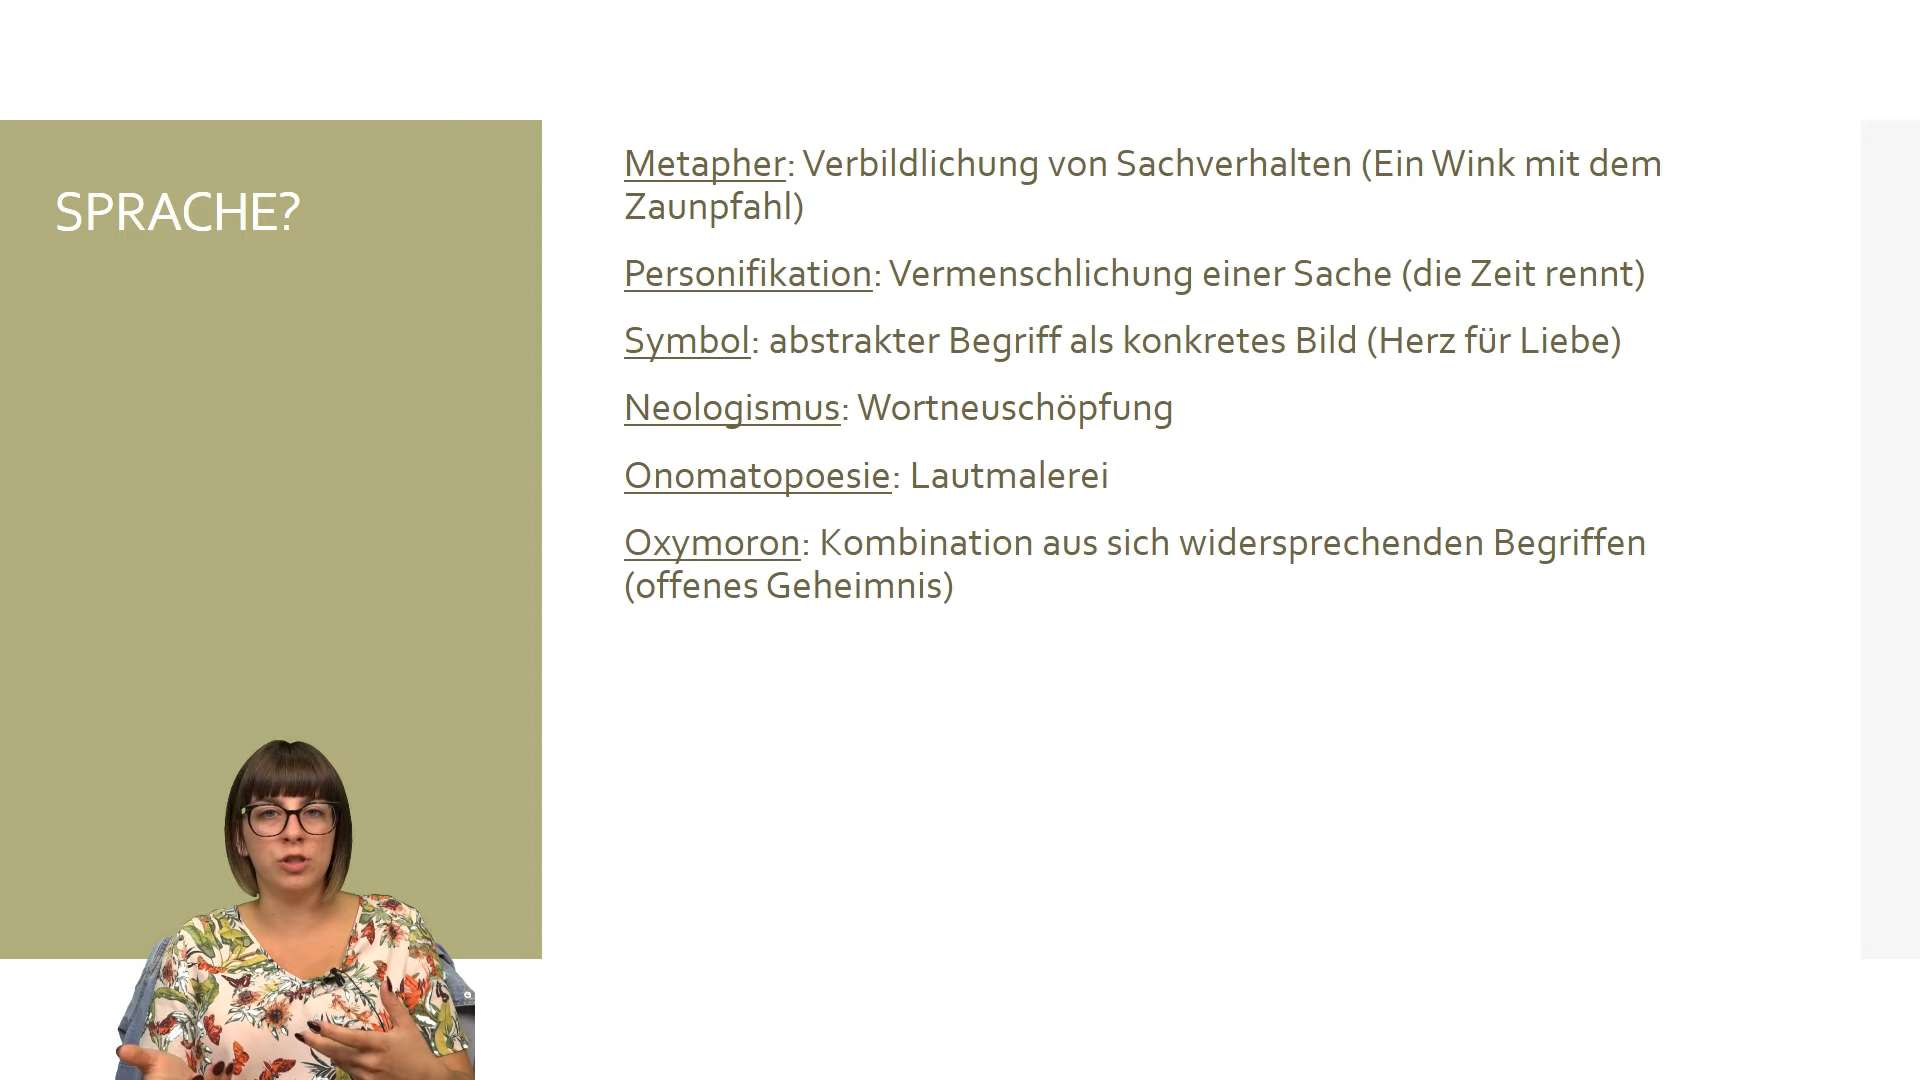 SPRACHE?
Metapher: Verbildlichung von Sachverhalten (Ein Wink mit dem
Zaunpfahl)
Personifikation: Vermenschlichung einer Sache (die Zeit rennt)
Symbol: abstrakter Begriff als konkretes Bild (Herz für Liebe)
Neologismus: Wortneuschöpfung
Onomatopoesie: Lautmalerei
Oxymoron: Kombination aus sich widersprechenden Begriffen
(offenes Geheimnis)